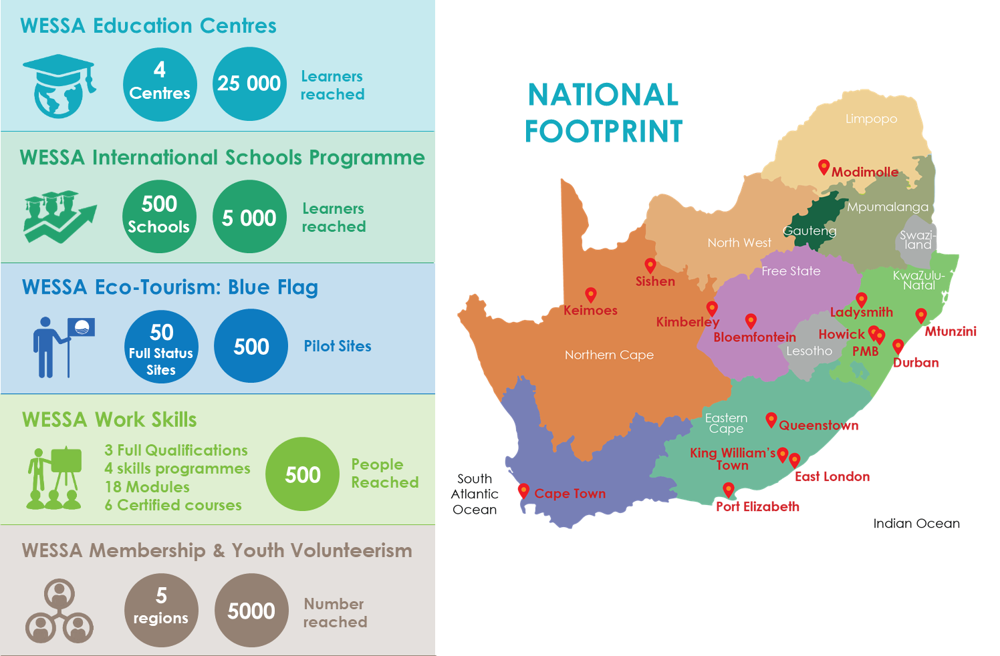 WESSA Education Centres
4
Centres
25 000
Learners
reached
WESSA International Schools Programme
500
Schools
5 000
Learners
reached
WESSA Eco-Tourism: Blue Flag
50
Full Status
Sites
500
Pilot Sites
WESSA Work Skills
3 Full Qualifications
4 skills programmes
18 Modules
6 Certified courses
500
People
Reached
WESSA Membership & Youth Volunteerism
5
regions
5000
Number
reached
NATIONAL
FOOTPRINT
Limpopo
Modimolle
Mpumalanga
Gauteng
Swazi-
land
North West
Free State
KwaZulu-
Natal
Sishen
Keimoes
Kimberley
Bloemfontein
Ladysmith
Howick
Mtunzini
PMB
Durban
Lesotho
Northern Cape
Eastern
Cape
Queenstown
King William's
Town
East London
Port Elizabeth
Cape Town
South
Atlantic
Ocean
Indian Ocean